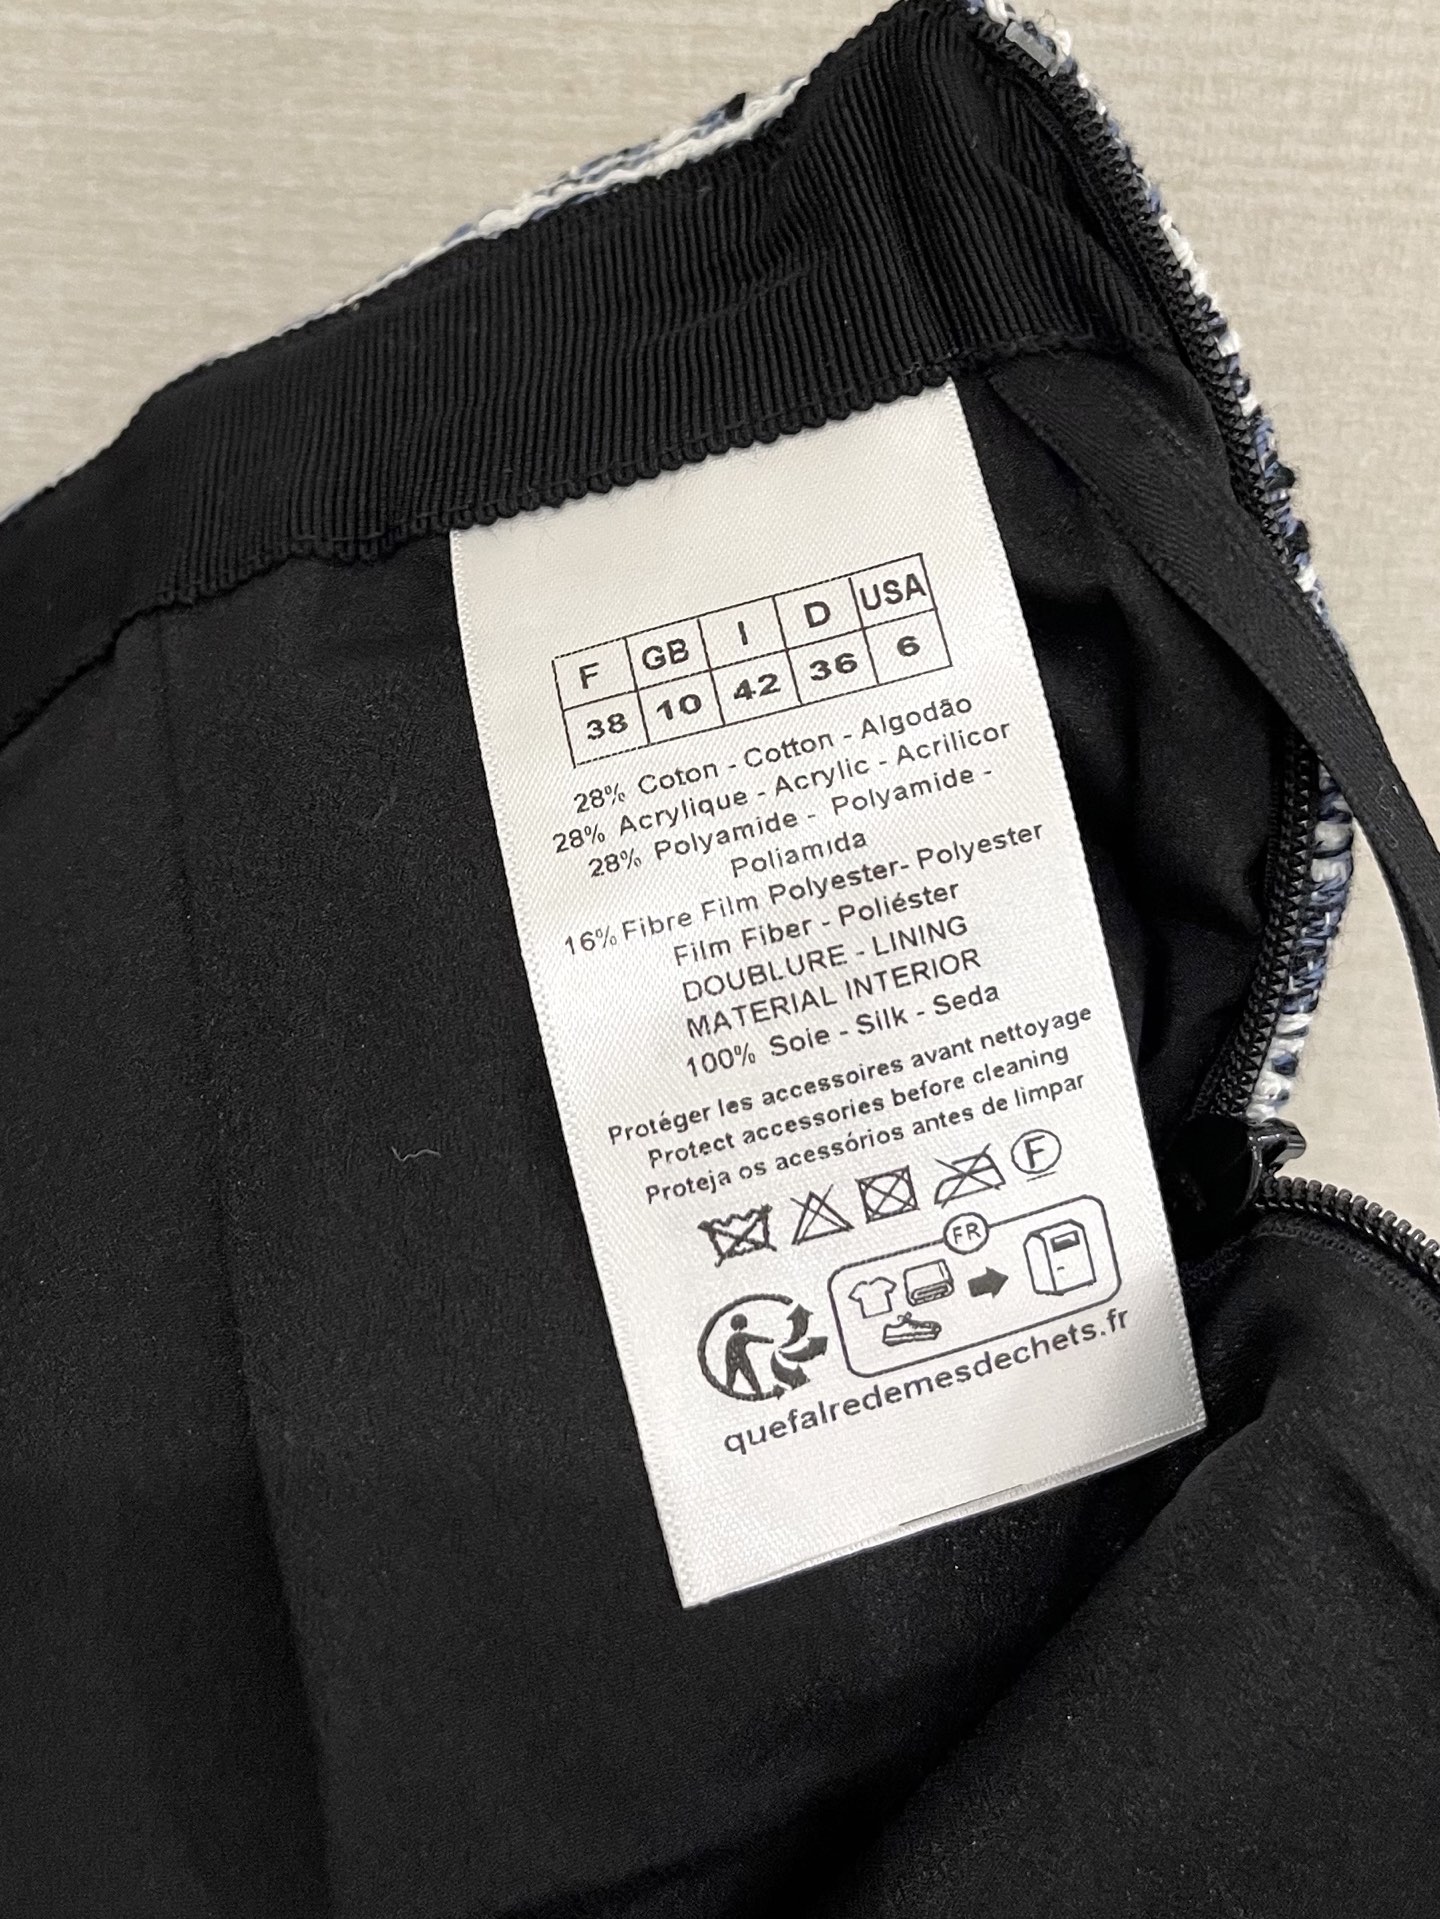 F GB I D USA
38 10 42 36 6
28% Coton - Cotton - Algodão
28% Acrylique - Acrylic - Acrilicor
28% Polyamide - Polyamide -
Poliamida
16% Fibre Film Polyester- Polyester
Film Fiber - Poliéster
DOUBLURE - LINING
MATERIAL INTERIOR
100% Soie - Silk - Seda
Protéger les accessoires avant nettoyage
Protect accessories before cleaning
Proteja os acessórios antes de limpar
F
FR
quefairedemesdechets.fr